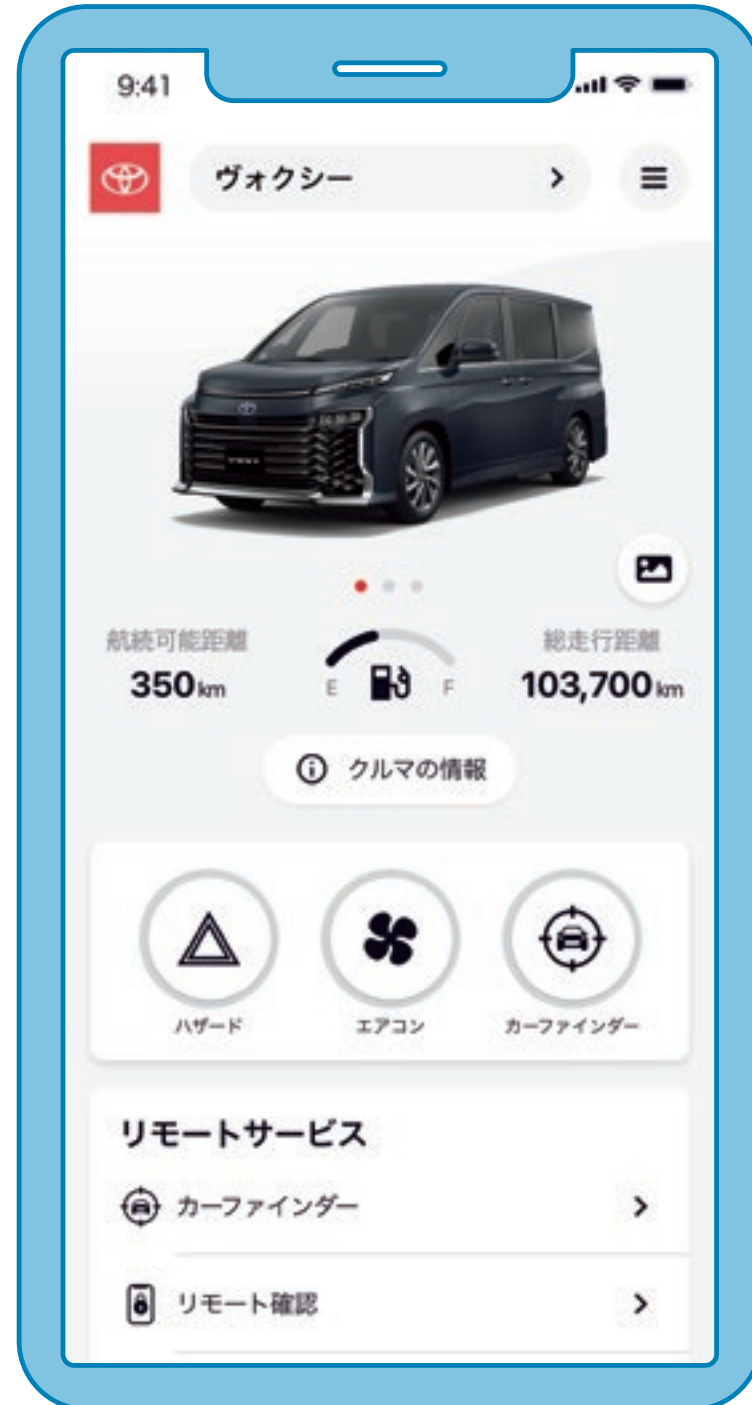 9:41
ヴォクシー
航続可能距離
350km
E
F
総走行距離
103,700km
クルマの情報
ハザード
エアコン
カーファインダー
リモートサービス
カーファインダー
リモート確認